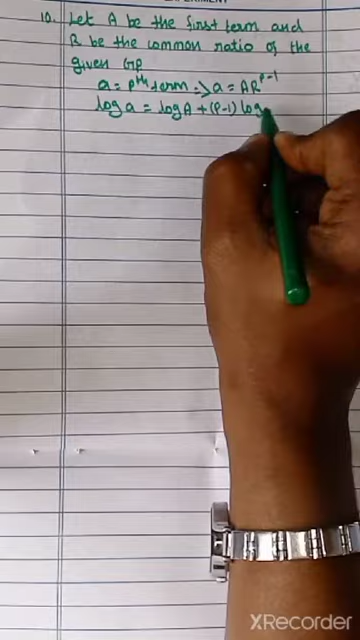 10. Let A be the first term and
R be the common ratio of the
given GP
a = pᵗʰ term => a = AR^p-1
log a = log A + (P-1) log
XRecorder